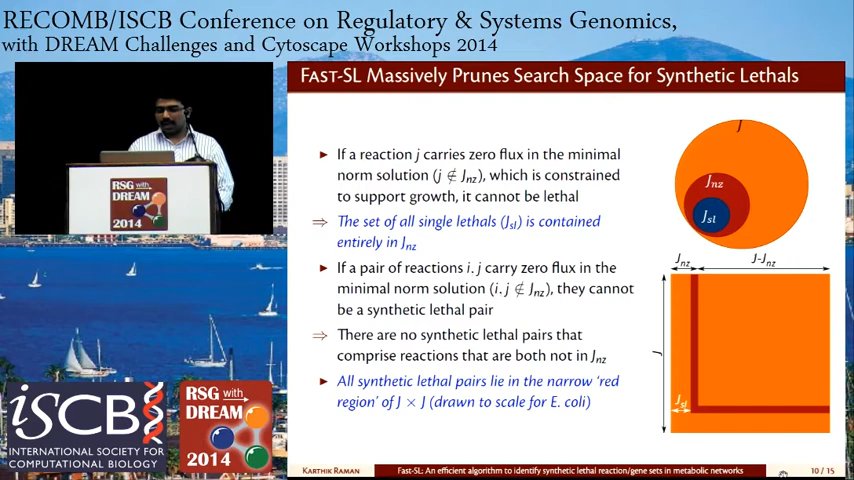 RECOMB/ISCB Conference on Regulatory & Systems Genomics,
with DREAM Challenges and Cytoscape Workshops 2014
FAST-SL MASSIVELY PRUNES SEARCH SPACE FOR SYNTHETIC LETHALS
If a reaction j carries zero flux in the minimal
norm solution (j ∉ Jnz), which is constrained
to support growth, it cannot be lethal
⇒ The set of all single lethals (Jsl) is contained
entirely in Jnz
If a pair of reactions i, j carry zero flux in the
minimal norm solution (i, j ∉ Jnz), they cannot
be a synthetic lethal pair
⇒ There are no synthetic lethal pairs that
comprise reactions that are both not in Jnz
All synthetic lethal pairs lie in the narrow ‘red
region’ of J × J (drawn to scale for E. coli)
J
Jnz
Jsl
Jnz J-Jnz
J
Jsl
RSG with
DREAM
2014
iSCB
INTERNATIONAL SOCIETY FOR
COMPUTATIONAL BIOLOGY
RSG with
DREAM
2014
KARTHIK RAMAN Fast-SL: An efficient algorithm to identify synthetic lethal reaction/gene sets in metabolic networks 10 / 15